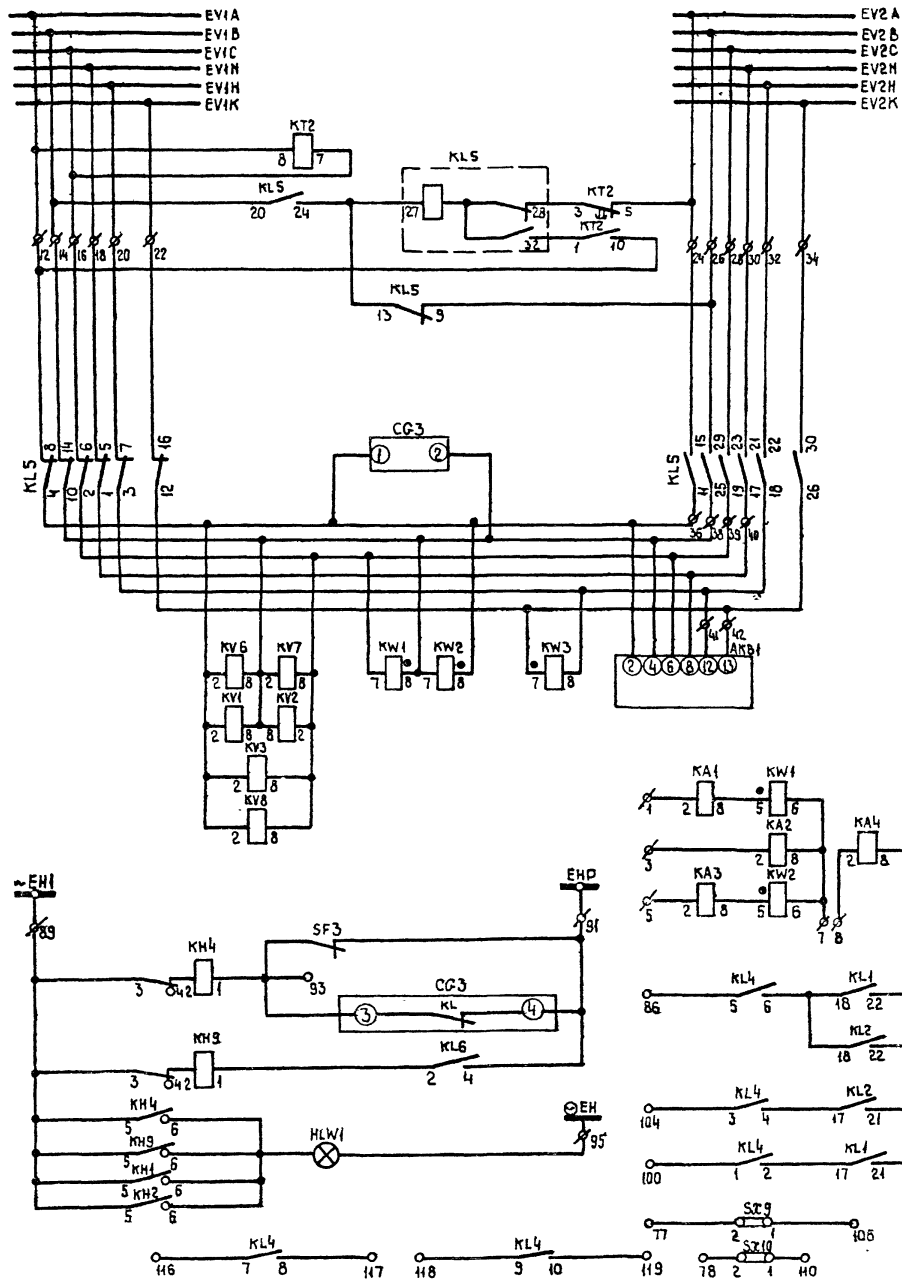 EV1A EV2A
EV1B EV2B
EV1C EV2C
EV1H EV2H
EV1И EV2И
EV1K EV2K
KT2
8 7
KL5
KL5 KT2
20 24 27 28 3 5
KT2
32 1 10
12 14 16 18 20 22 24 26 28 30 32 34
KL5
13 9
CG3
1 2
KL5 8 14 6 5 7 16 KL5 15 29 23 21 22 30
4 10 2 1 3 12 11 25 19 17 18 26
36 38 39 40
41 42
AKB1
KV6 KV7 KW1 KW2 KW3
2 8 2 8 7 8 7 8 7 8 2 4 6 8 12 13
KV1 KV2
2 8 8 2
KV3
2 8
KV8
2 8
KA1 KW1
1 2 8 5 6
KA2 KA4
3 2 8 2 8
KA3 KW2
5 2 8 5 6 7 8
~EH1 EHP
89 91
SF3
KH4
3 42 1 93
CG3
3 KL 4
KL4 KL1
86 5 6 18 22
KL2
18 22
KH9 KL6
3 42 1 2 4
KH4
5 6
EH
95
KL4 KL2
104 3 4 17 21
KH9 HLW1
5 6
KL4 KL1
100 1 2 17 21
KH1
5 6
KH2
5 6
SX9
77 2 1 105
KL4 KL4 SX10
116 7 8 117 118 9 10 119 78 2 1 110